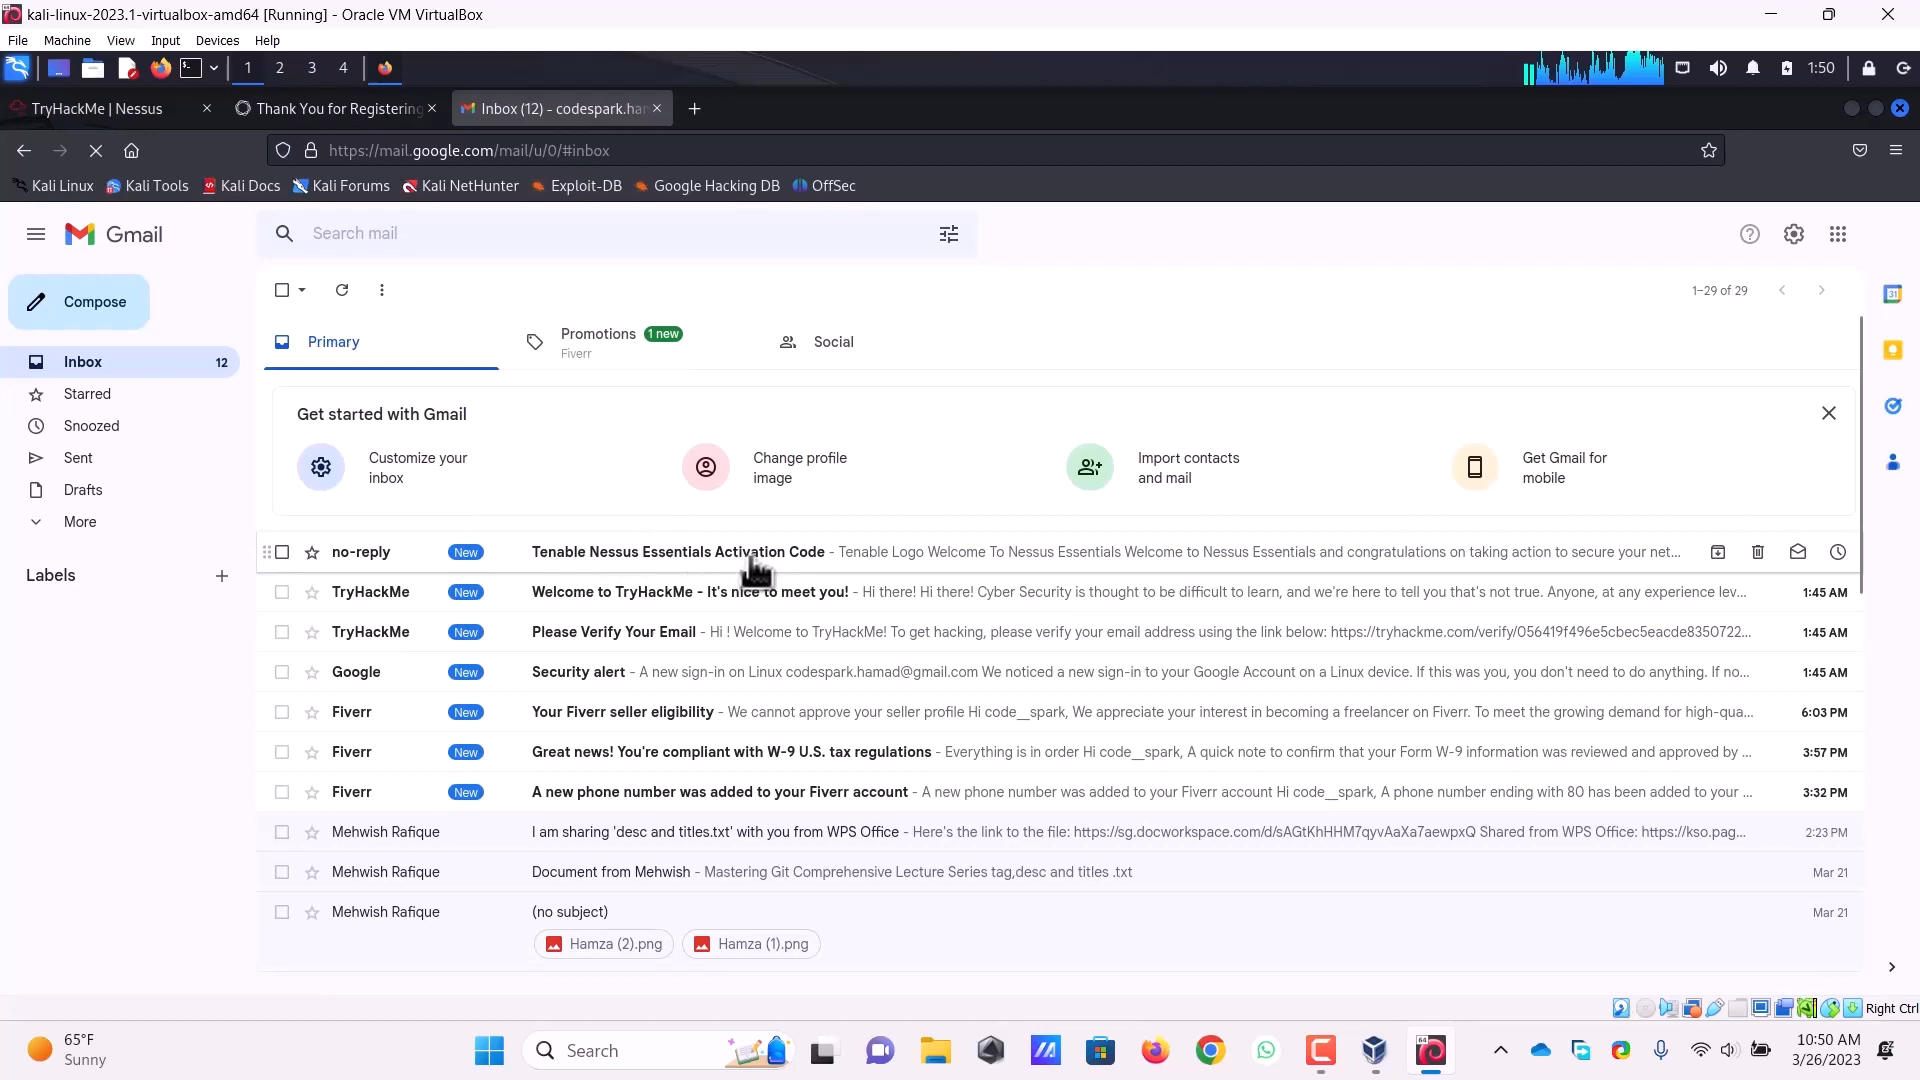 kali-linux-2023.1-virtualbox-amd64 [Running] - Oracle VM VirtualBox
File Machine View Input Devices Help
1 2 3 4 1:50
TryHackMe | Nessus Thank You for Registering Inbox (12) - codespark.ham
https://mail.google.com/mail/u/0/#inbox
Kali Linux Kali Tools Kali Docs Kali Forums Kali NetHunter Exploit-DB Google Hacking DB OffSec
Gmail Search mail
Compose 1–29 of 29
Primary Promotions 1 new Social
Fiverr
Inbox 12
Starred
Snoozed
Sent
Drafts
More
Labels
Get started with Gmail
Customize your inbox
Change profile image
Import contacts and mail
Get Gmail for mobile
no-reply New Tenable Nessus Essentials Activation Code - Tenable Logo Welcome To Nessus Essentials Welcome to Nessus Essentials and congratulations on taking action to secure your net...
TryHackMe New Welcome to TryHackMe - It's nice to meet you! - Hi there! Hi there! Cyber Security is thought to be difficult to learn, and we're here to tell you that's not true. Anyone, at any experience lev... 1:45 AM
TryHackMe New Please Verify Your Email - Hi ! Welcome to TryHackMe! To get hacking, please verify your email address using the link below: https://tryhackme.com/verify/056419f496e5cbec5eacde8350722... 1:45 AM
Google New Security alert - A new sign-in on Linux codespark.hamad@gmail.com We noticed a new sign-in to your Google Account on a Linux device. If this was you, you don't need to do anything. If no... 1:45 AM
Fiverr New Your Fiverr seller eligibility - We cannot approve your seller profile Hi code__spark, We appreciate your interest in becoming a freelancer on Fiverr. To meet the growing demand for high-qua... 6:03 PM
Fiverr New Great news! You're compliant with W-9 U.S. tax regulations - Everything is in order Hi code__spark, A quick note to confirm that your Form W-9 information was reviewed and approved by ... 3:57 PM
Fiverr New A new phone number was added to your Fiverr account - A new phone number was added to your Fiverr account Hi code__spark, A phone number ending with 80 has been added to your ... 3:32 PM
Mehwish Rafique I am sharing 'desc and titles.txt' with you from WPS Office - Here's the link to the file: https://sg.docworkspace.com/d/sAGtKhHHM7qyvAaXa7aewpxQ Shared from WPS Office: https://kso.pag... 2:23 PM
Mehwish Rafique Document from Mehwish - Mastering Git Comprehensive Lecture Series tag,desc and titles .txt Mar 21
Mehwish Rafique (no subject) Mar 21
Hamza (2).png Hamza (1).png
Right Ctrl
65°F
Sunny
Search
10:50 AM
3/26/2023